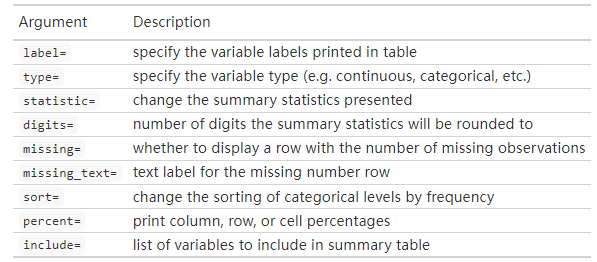 Argument Description
label= specify the variable labels printed in table
type= specify the variable type (e.g. continuous, categorical, etc.)
statistic= change the summary statistics presented
digits= number of digits the summary statistics will be rounded to
missing= whether to display a row with the number of missing observations
missing_text= text label for the missing number row
sort= change the sorting of categorical levels by frequency
percent= print column, row, or cell percentages
include= list of variables to include in summary table